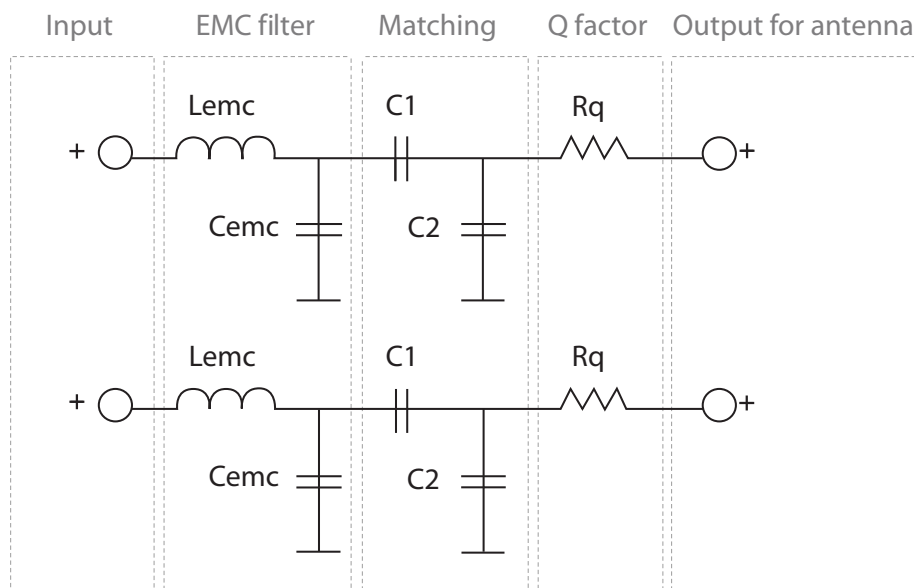 Input EMC filter Matching Q factor Output for antenna
Lemc C1 Rq
+ +
Cemc C2
Lemc C1 Rq
+ +
Cemc C2